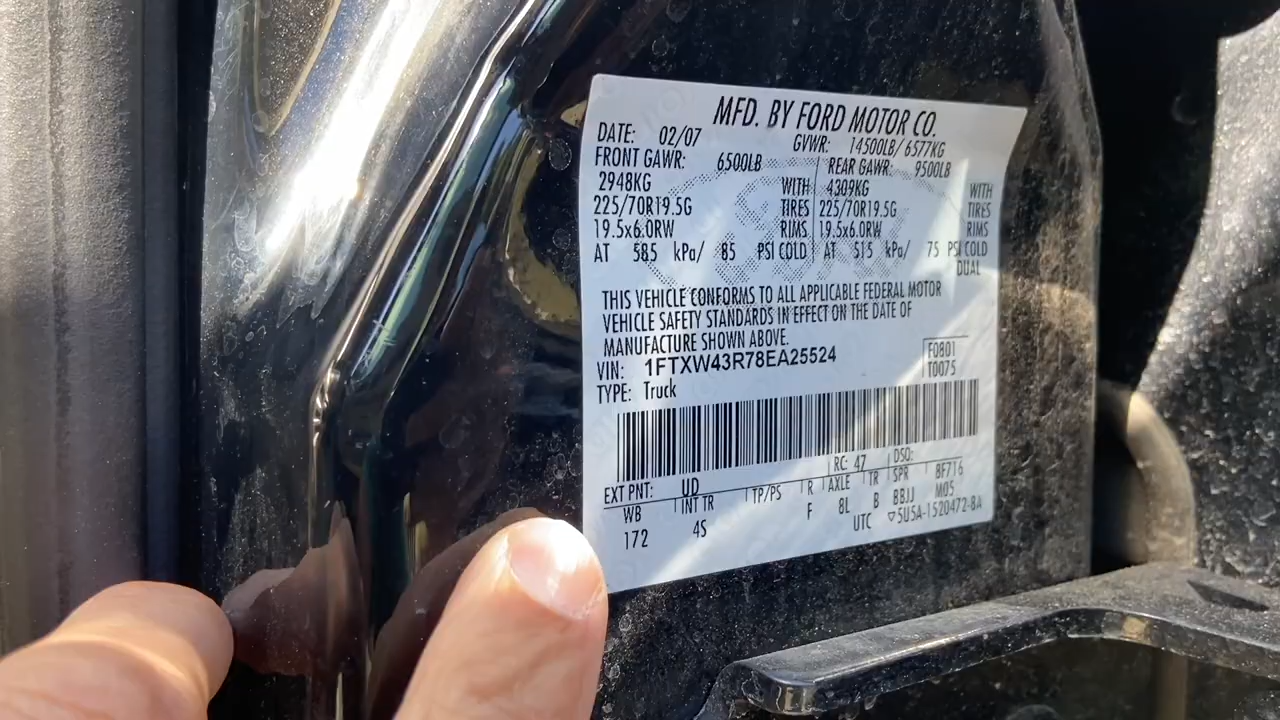 MFD. BY FORD MOTOR CO.
DATE: 02/07 GVWR: 14500LB/ 6577KG
FRONT GAWR: 6500LB REAR GAWR: 9500LB
2948KG WITH 4309KG WITH
225/70R19.5G TIRES 225/70R19.5G TIRES
19.5x6.0RW RIMS 19.5x6.0RW RIMS
AT 585 kPa/ 85 PSI COLD AT 515 kPa/ 75 PSI COLD
DUAL
THIS VEHICLE CONFORMS TO ALL APPLICABLE FEDERAL MOTOR
VEHICLE SAFETY STANDARDS IN EFFECT ON THE DATE OF
MANUFACTURE SHOWN ABOVE.
VIN: 1FTXW43R78EA25524 F0801
TYPE: Truck T0075
EXT PNT: UD RC: 47 DSO:
WB INT TR TP/PS R AXLE TR SPR 8F716
172 4S F 8L B BBJJ M05
UTC ▽5U5A-1520472-BA